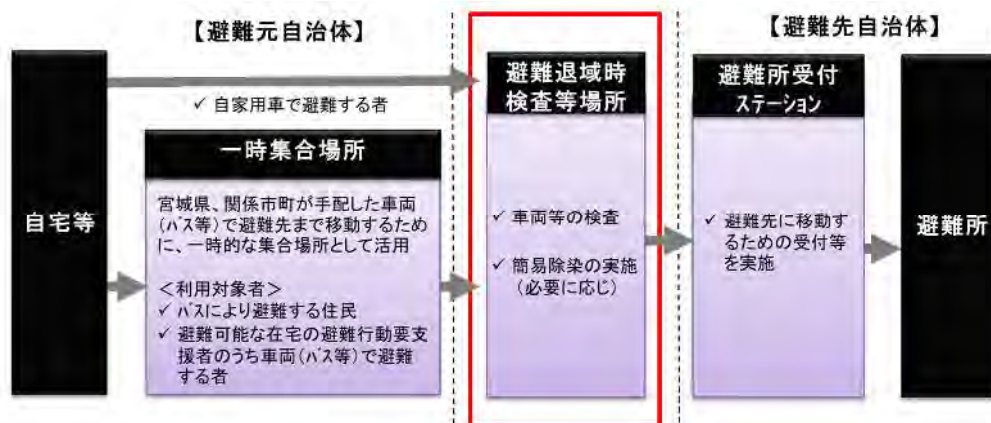 【避難元自治体】
【避難先自治体】
自宅等
✓ 自家用車で避難する者
一時集合場所
宮城県、関係市町が手配した車両
(バス等)で避難先まで移動するため
に、一時的な集合場所として活用
＜利用対象者＞
✓ バスにより避難する住民
✓ 避難可能な在宅の避難行動要支
援者のうち車両(バス等)で避難
する者
避難退域時
検査等場所
✓ 車両等の検査
✓ 簡易除染の実施
(必要に応じ)
避難所受付
ステーション
✓ 避難先に移動す
るための受付等
を実施
避難所